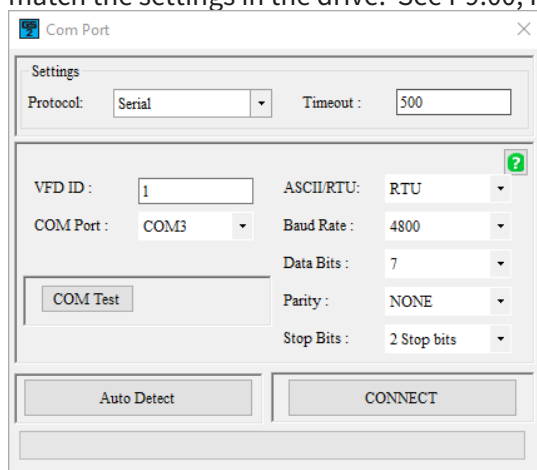 match the settings in the drive. See P9.00,
GS2 Com Port
Settings
Protocol: Serial Timeout : 500
?
VFD ID : 1 ASCII/RTU: RTU
COM Port : COM3 Baud Rate : 4800
Data Bits : 7
COM Test Parity : NONE
Stop Bits : 2 Stop bits
Auto Detect CONNECT